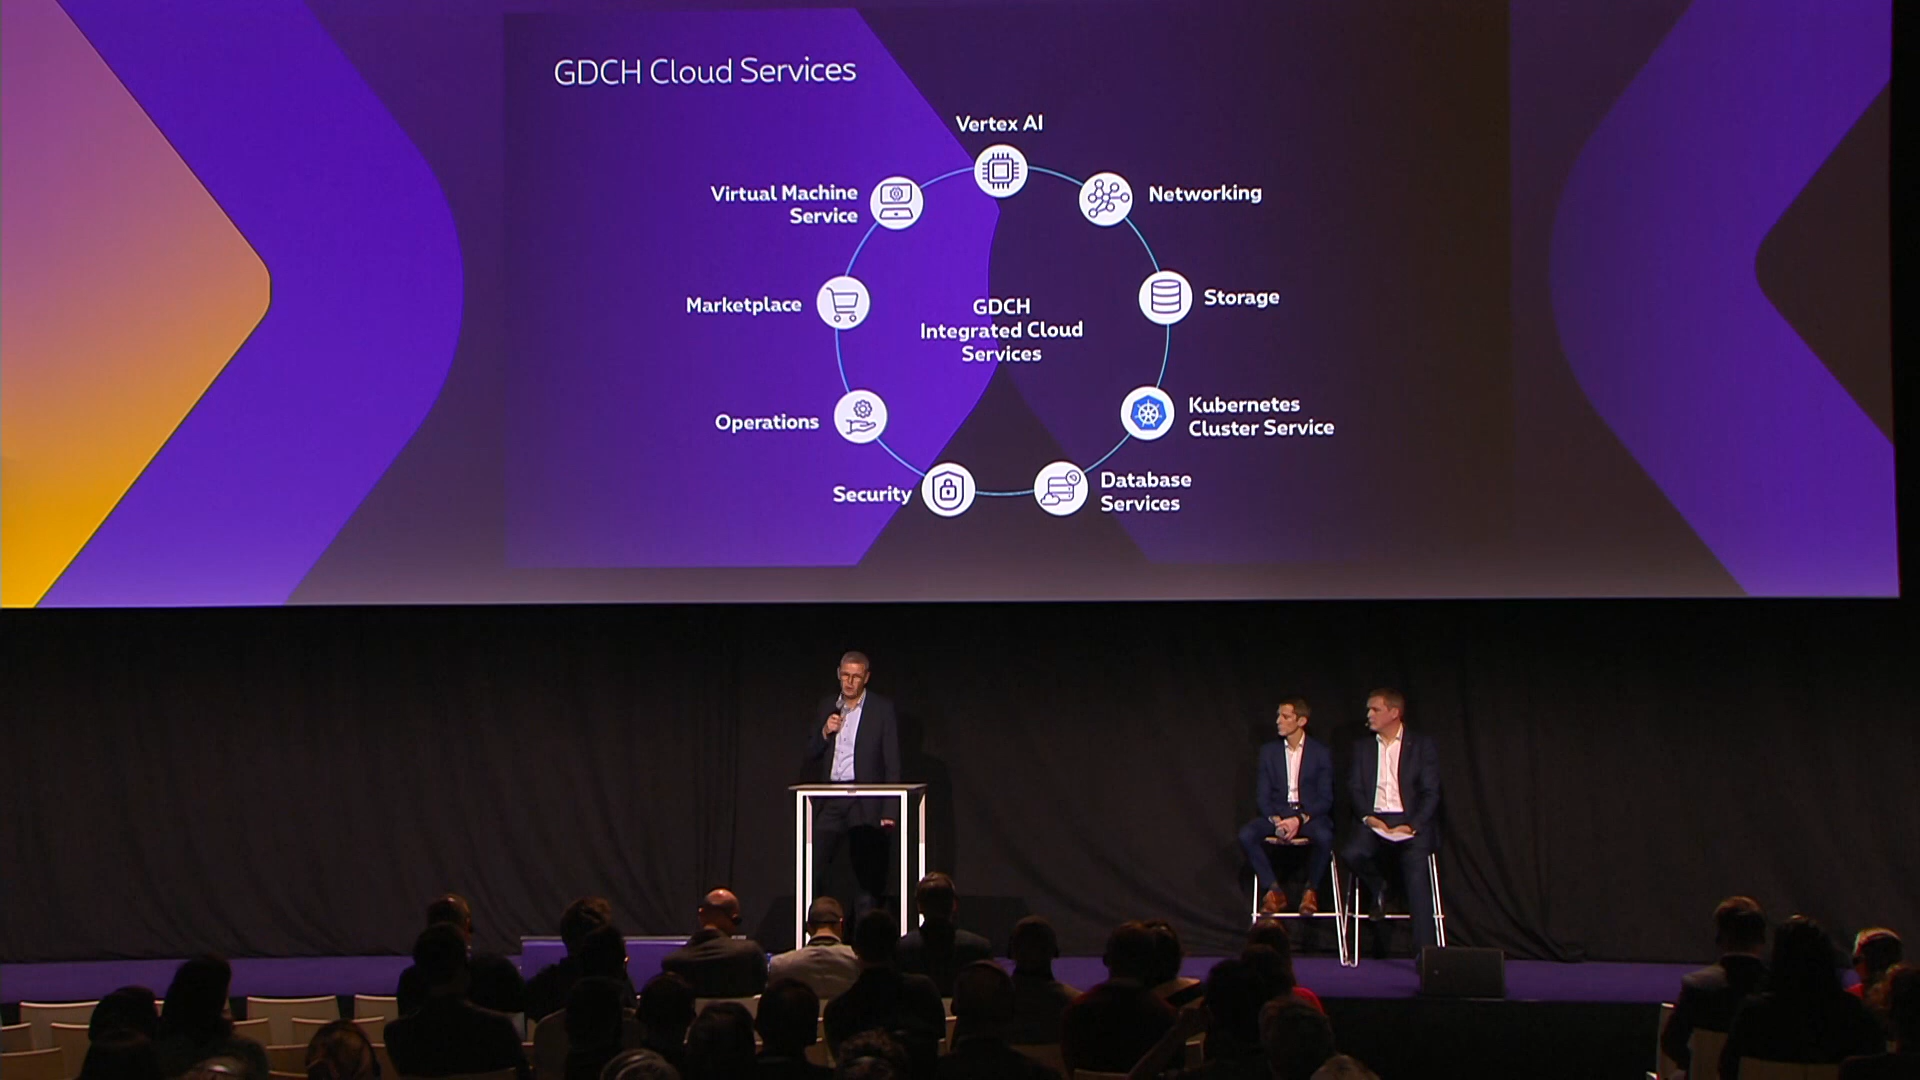 GDCH Cloud Services
Vertex AI
Networking
Storage
Kubernetes
Cluster Service
Database
Services
Security
Operations
Marketplace
Virtual Machine
Service
GDCH
Integrated Cloud
Services